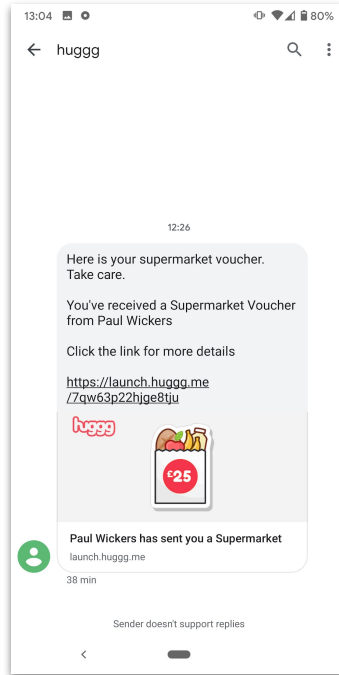 13:04 80%
huggg
12:26
Here is your supermarket voucher.
Take care.
You've received a Supermarket Voucher
from Paul Wickers
Click the link for more details
https://launch.huggg.me
/7qw63p22hjge8tju
huggg
£25
Paul Wickers has sent you a Supermarket
launch.huggg.me
38 min
Sender doesn't support replies